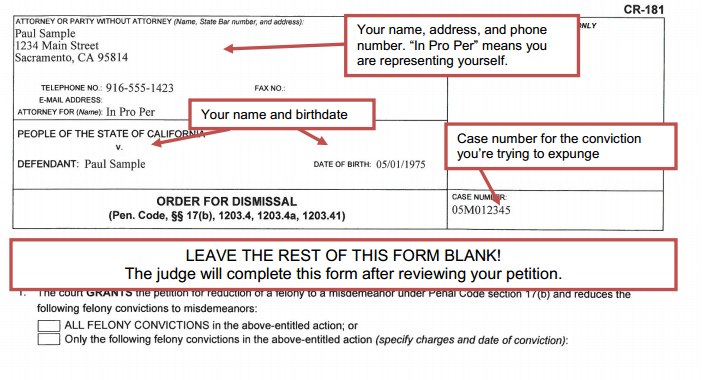 CR-181
ATTORNEY OR PARTY WITHOUT ATTORNEY (Name, State Bar number, and address):
Paul Sample
1234 Main Street
Sacramento, CA 95814
Your name, address, and phone
number. “In Pro Per” means you
are representing yourself.
ONLY
TELEPHONE NO.: 916-555-1423 FAX NO.:
E-MAIL ADDRESS:
ATTORNEY FOR (Name): In Pro Per
Your name and birthdate
PEOPLE OF THE STATE OF CALIFORNIA
v.
DEFENDANT: Paul Sample DATE OF BIRTH: 05/01/1975
Case number for the conviction
you’re trying to expunge
ORDER FOR DISMISSAL
(Pen. Code, §§ 17(b), 1203.4, 1203.4a, 1203.41)
CASE NUMBER:
05M012345
LEAVE THE REST OF THIS FORM BLANK!
The judge will complete this form after reviewing your petition.
1. The court GRANTS the petition for reduction of a felony to a misdemeanor under Penal Code section 17(b) and reduces the
following felony convictions to misdemeanors:
ALL FELONY CONVICTIONS in the above-entitled action; or
Only the following felony convictions in the above-entitled action (specify charges and date of conviction):